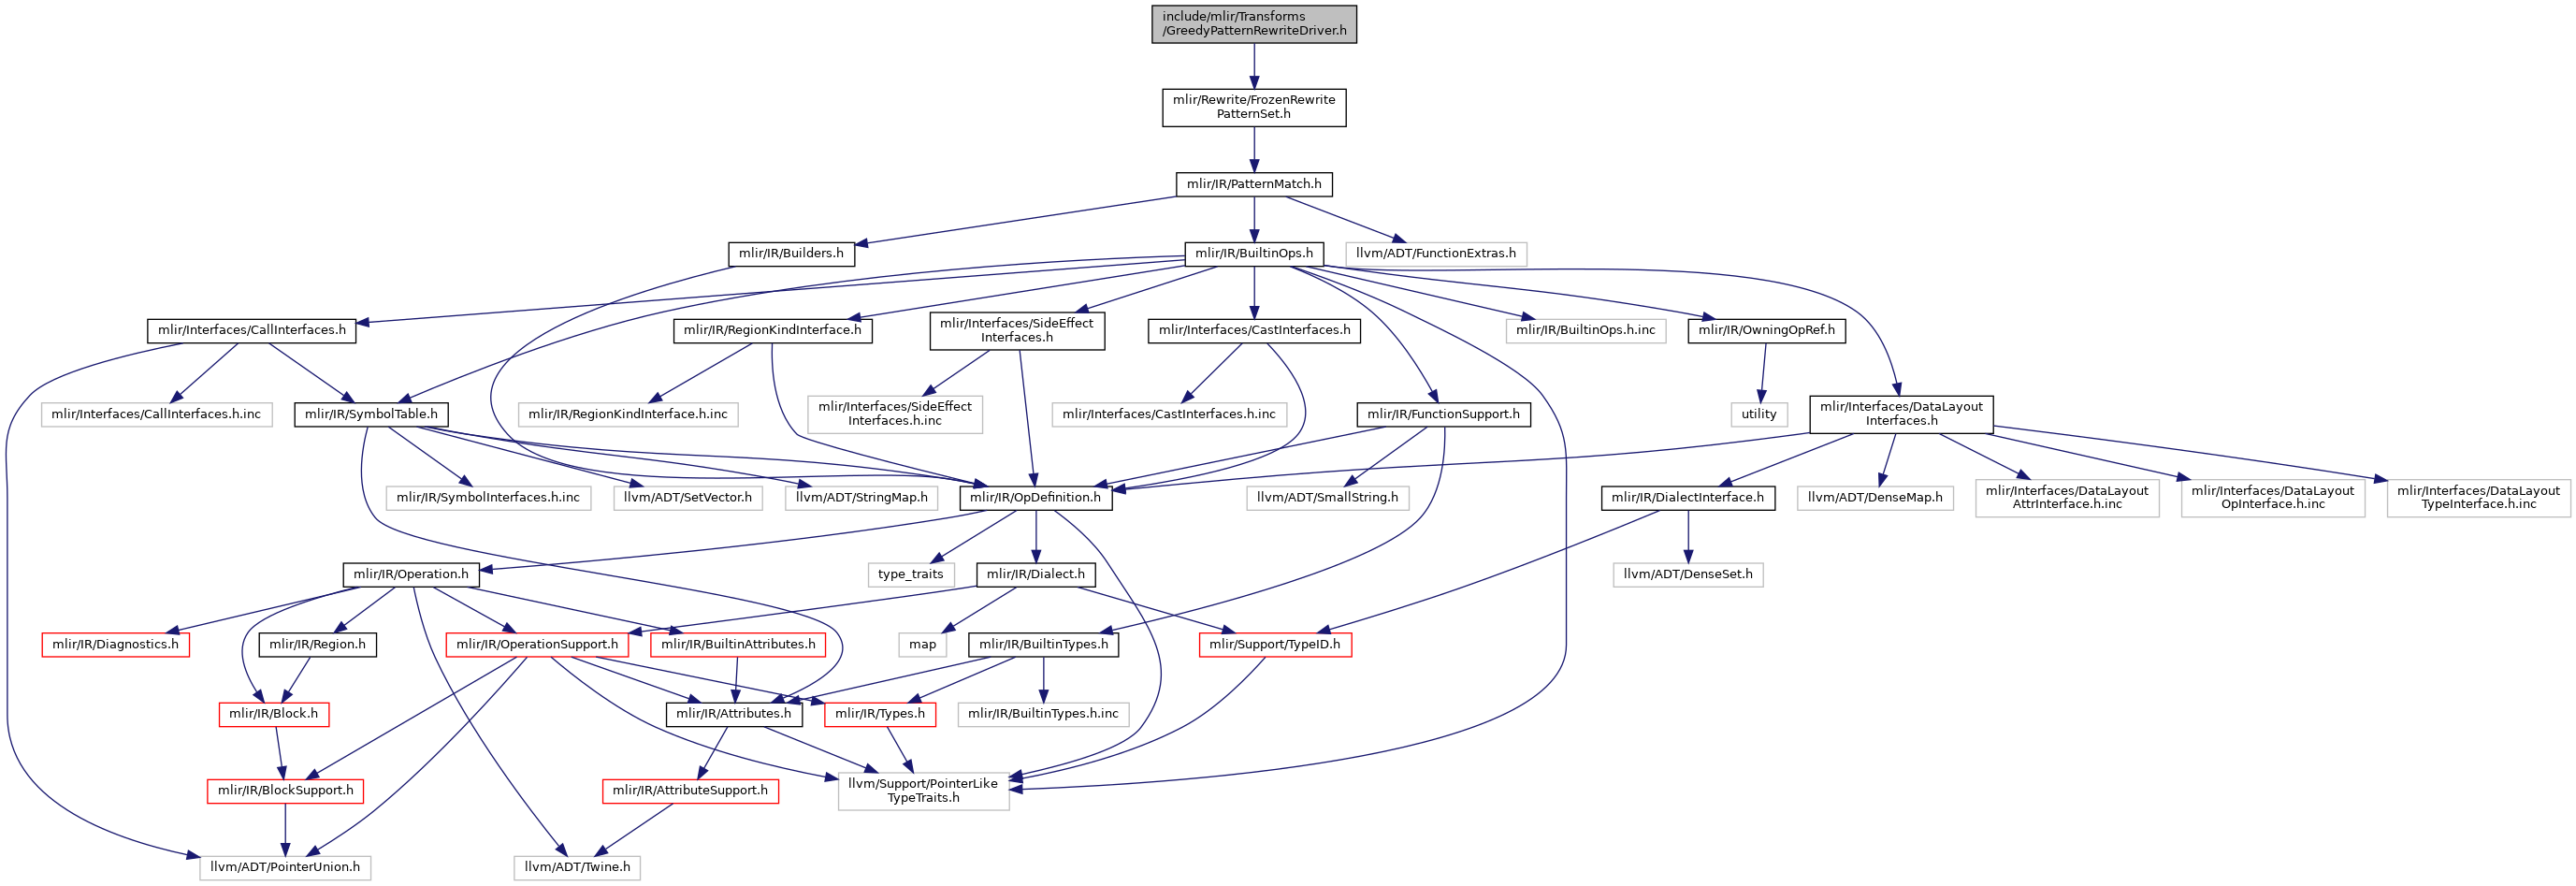 include/mlir/Transforms
/GreedyPatternRewriteDriver.h
mlir/Rewrite/FrozenRewrite
PatternSet.h
mlir/IR/PatternMatch.h
mlir/IR/Builders.h
mlir/IR/BuiltinOps.h
llvm/ADT/FunctionExtras.h
mlir/Interfaces/CallInterfaces.h
mlir/IR/RegionKindInterface.h
mlir/Interfaces/SideEffect
Interfaces.h
mlir/Interfaces/CastInterfaces.h
mlir/IR/BuiltinOps.h.inc
mlir/IR/OwningOpRef.h
mlir/Interfaces/CallInterfaces.h.inc
mlir/IR/SymbolTable.h
mlir/IR/RegionKindInterface.h.inc
mlir/Interfaces/SideEffect
Interfaces.h.inc
mlir/Interfaces/CastInterfaces.h.inc
mlir/IR/FunctionSupport.h
utility
mlir/Interfaces/DataLayout
Interfaces.h
mlir/IR/SymbolInterfaces.h.inc
llvm/ADT/SetVector.h
llvm/ADT/StringMap.h
mlir/IR/OpDefinition.h
llvm/ADT/SmallString.h
mlir/IR/DialectInterface.h
llvm/ADT/DenseMap.h
mlir/Interfaces/DataLayout
AttrInterface.h.inc
mlir/Interfaces/DataLayout
OpInterface.h.inc
mlir/Interfaces/DataLayout
TypeInterface.h.inc
mlir/IR/Operation.h
type_traits
mlir/IR/Dialect.h
llvm/ADT/DenseSet.h
mlir/IR/Diagnostics.h
mlir/IR/Region.h
mlir/IR/OperationSupport.h
mlir/IR/BuiltinAttributes.h
map
mlir/IR/BuiltinTypes.h
mlir/Support/TypeID.h
mlir/IR/Block.h
mlir/IR/Attributes.h
mlir/IR/Types.h
mlir/IR/BuiltinTypes.h.inc
mlir/IR/BlockSupport.h
mlir/IR/AttributeSupport.h
llvm/Support/PointerLike
TypeTraits.h
llvm/ADT/PointerUnion.h
llvm/ADT/Twine.h